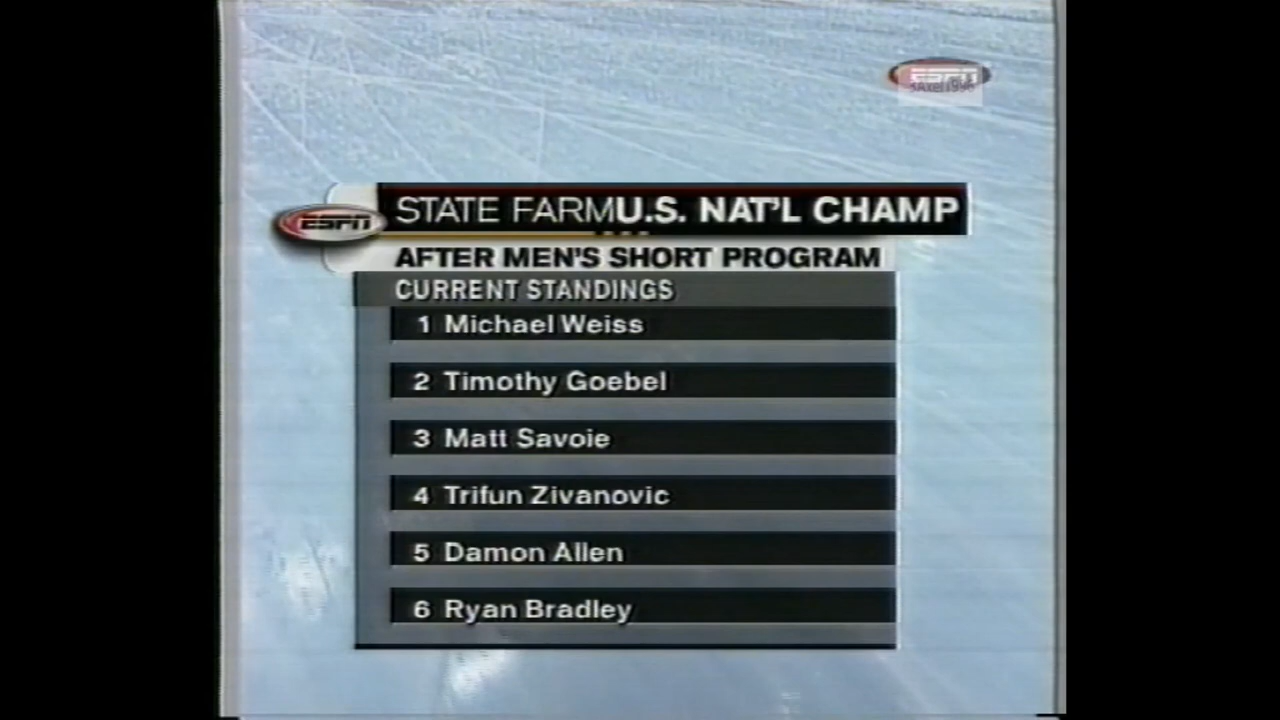 ESPN
3Axel1996
ESPN
STATE FARM U.S. NAT'L CHAMP
AFTER MEN'S SHORT PROGRAM
CURRENT STANDINGS
1 Michael Weiss
2 Timothy Goebel
3 Matt Savoie
4 Trifun Zivanovic
5 Damon Allen
6 Ryan Bradley